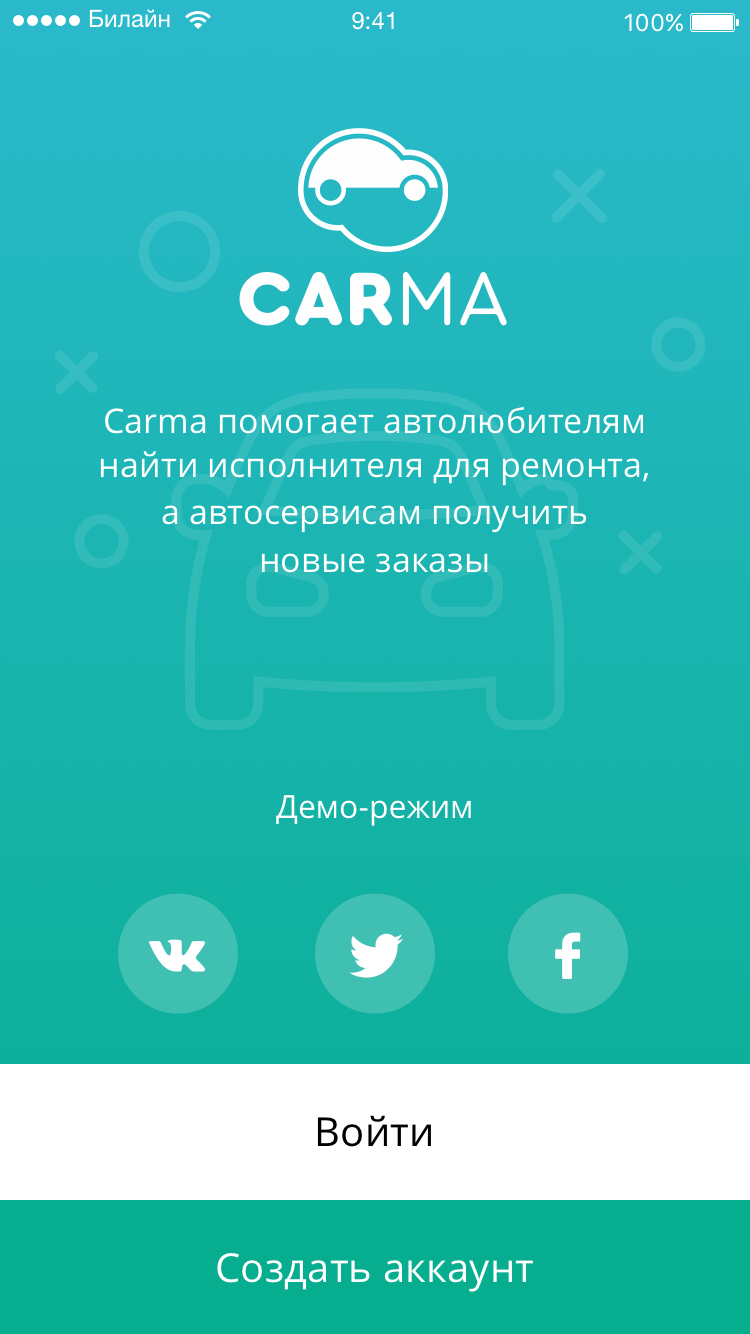 Билайн 9:41 100%
CARMA
Carma помогает автолюбителям
найти исполнителя для ремонта,
а автосервисам получить
новые заказы
Демо-режим
Войти
Создать аккаунт